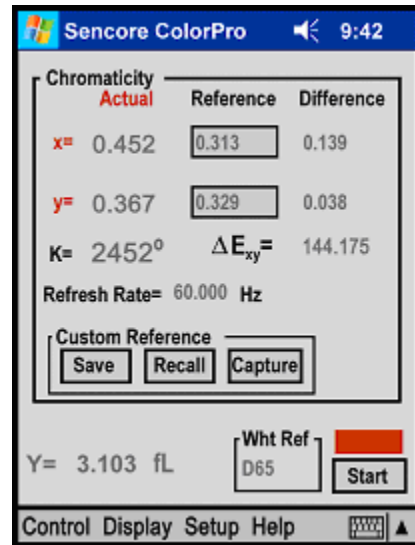 Sencore ColorPro 9:42
Chromaticity
Actual Reference Difference
x= 0.452 0.313 0.139
y= 0.367 0.329 0.038
K= 2452° ΔExy= 144.175
Refresh Rate= 60.000 Hz
Custom Reference
Save Recall Capture
Wht Ref
Y= 3.103 fL D65 Start
Control Display Setup Help